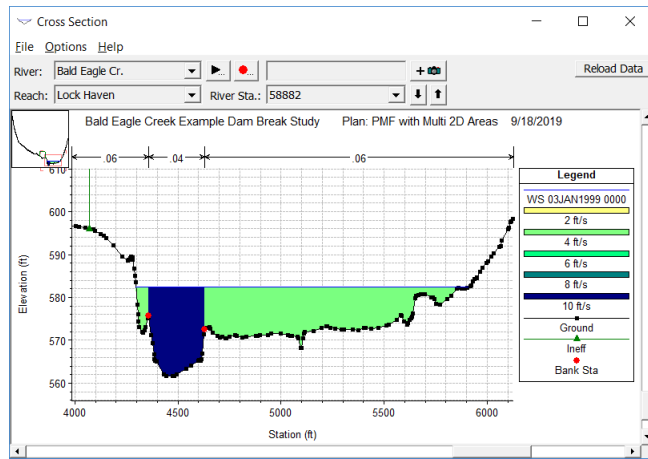 Cross Section
File Options Help
River: Bald Eagle Cr. Reload Data
Reach: Lock Haven River Sta.: 58882
Bald Eagle Creek Example Dam Break Study Plan: PMF with Multi 2D Areas 9/18/2019
.06 .04 .06
610
600
590
580
570
560
4000 4500 5000 5500 6000
Elevation (ft)
Station (ft)
Legend
WS 03JAN1999 0000
2 ft/s
4 ft/s
6 ft/s
8 ft/s
10 ft/s
Ground
Ineff
Bank Sta